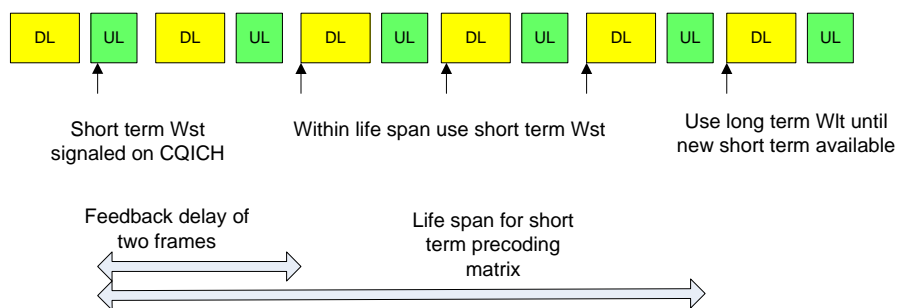 DL UL DL UL DL UL DL UL DL UL DL UL
Short term Wst
signaled on CQICH
Within life span use short term Wst
Use long term Wlt until
new short term available
Feedback delay of
two frames
Life span for short
term precoding
matrix